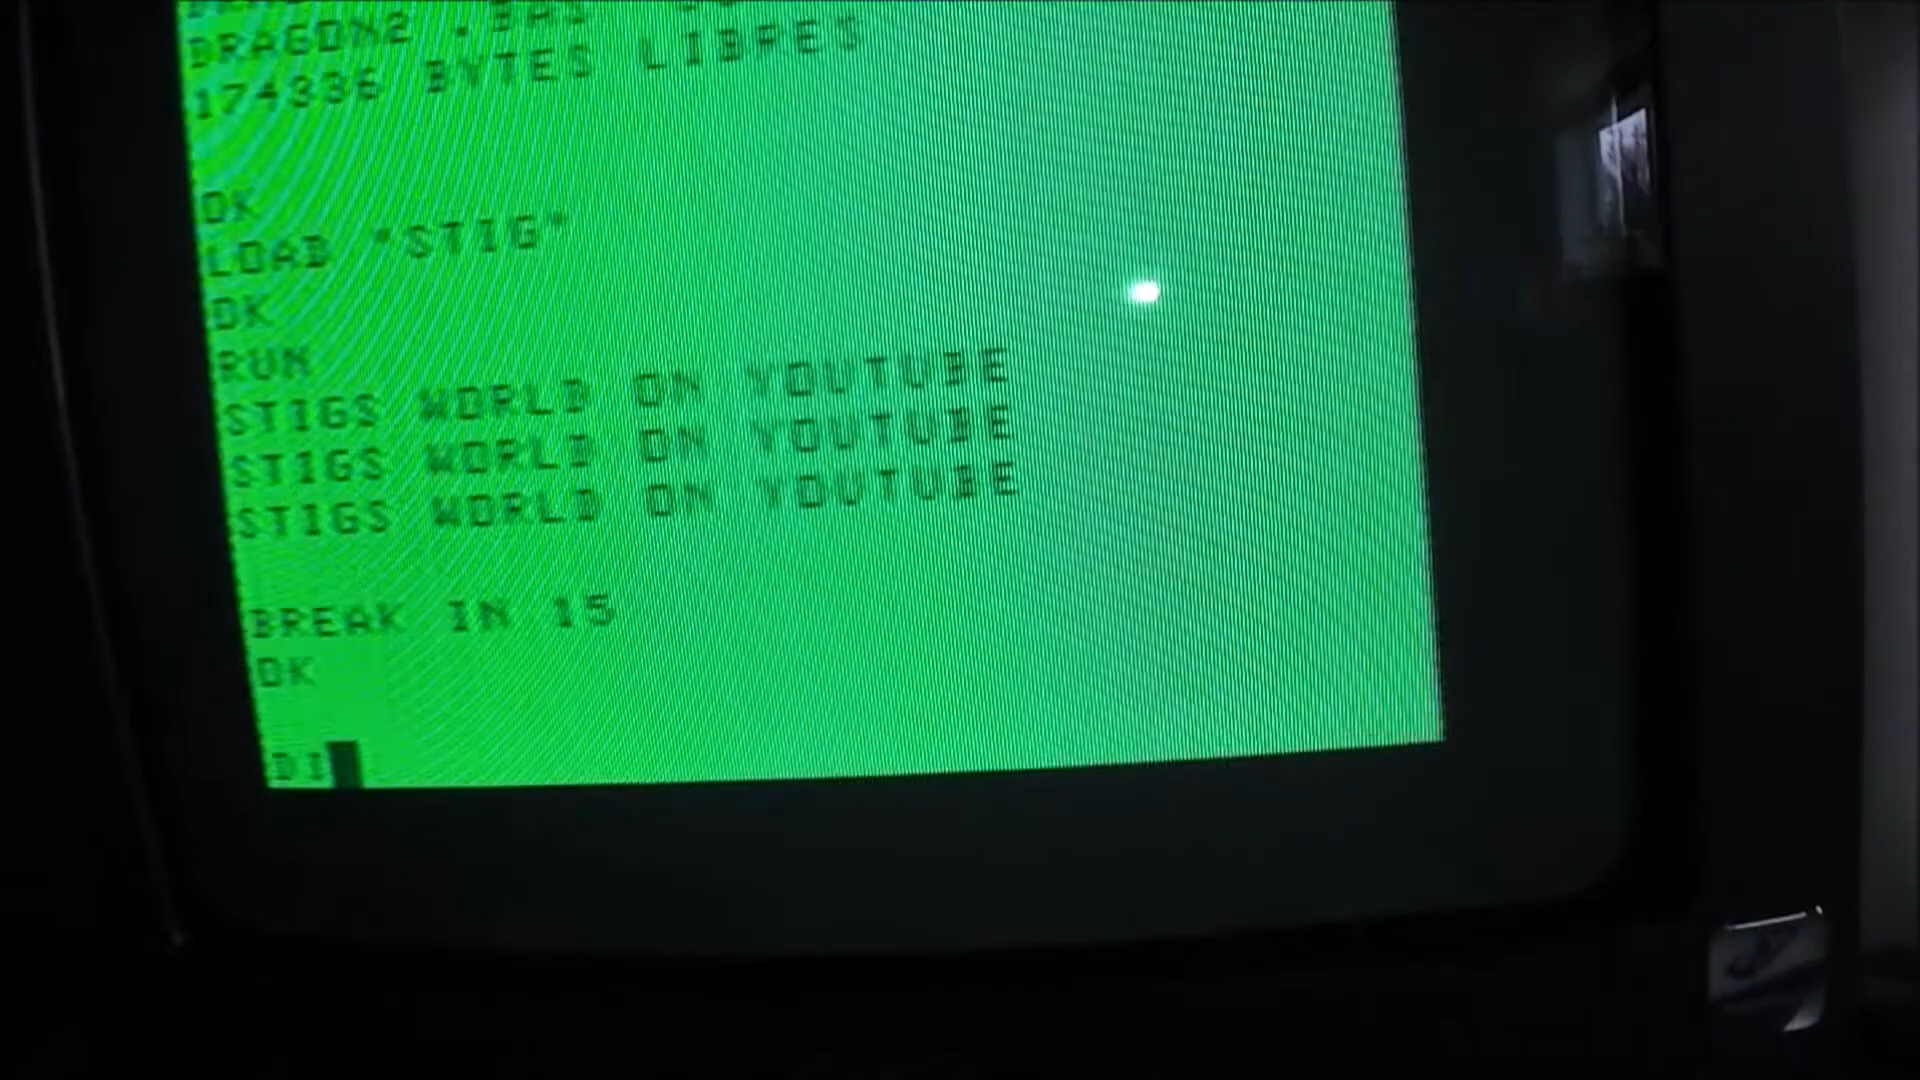 DRAGON2 .BAS
174336 BYTES LIBRES
OK
LOAD "STIG"
OK
RUN
STIGS WORLD ON YOUTUBE
STIGS WORLD ON YOUTUBE
STIGS WORLD ON YOUTUBE
BREAK IN 15
OK
DI